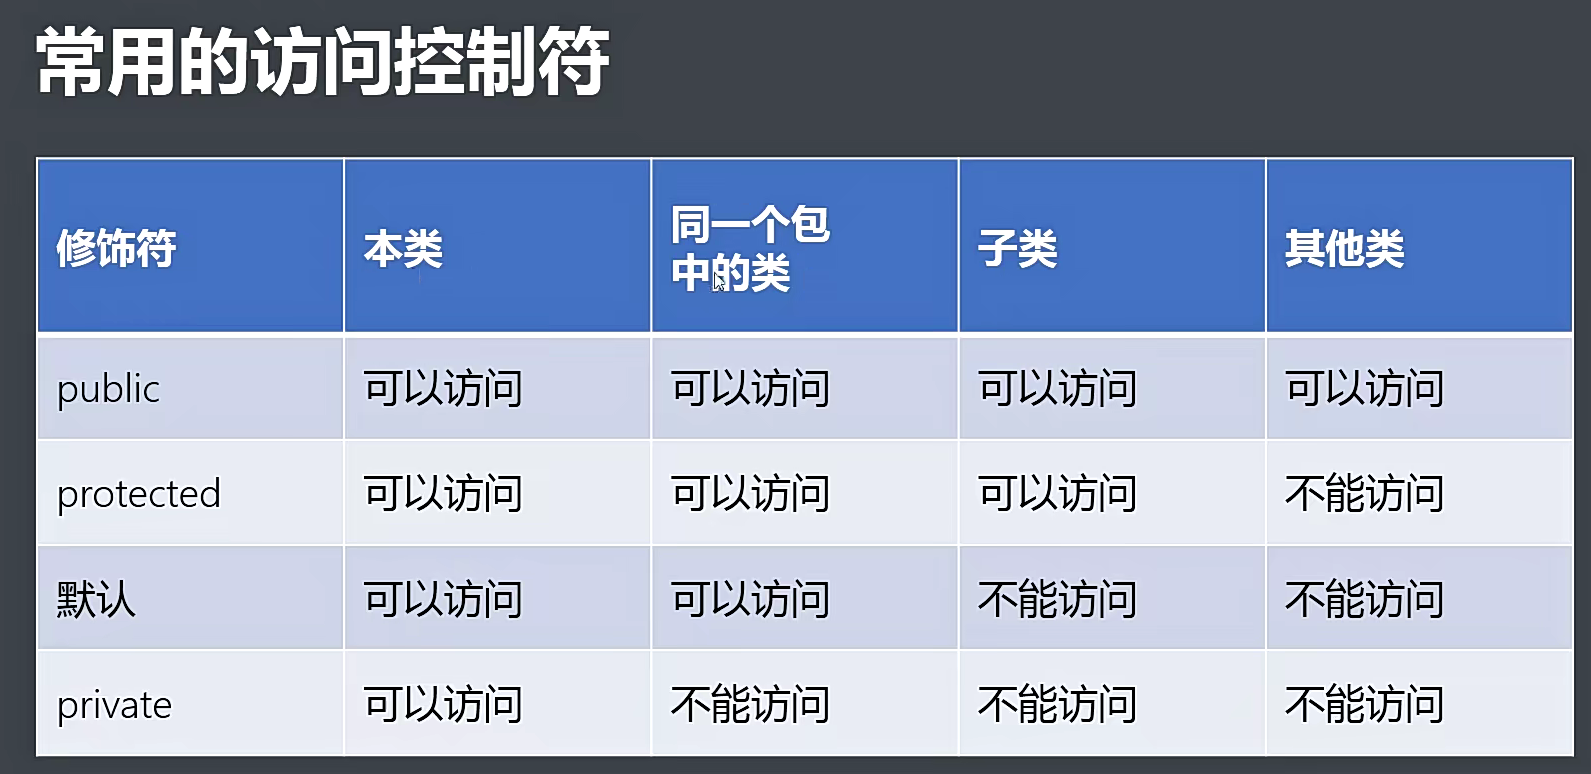 常用的访问控制符
修饰符 本类 同一个包 子类 其他类
中的类
public 可以访问 可以访问 可以访问 可以访问
protected 可以访问 可以访问 可以访问 不能访问
默认 可以访问 可以访问 不能访问 不能访问
private 可以访问 不能访问 不能访问 不能访问